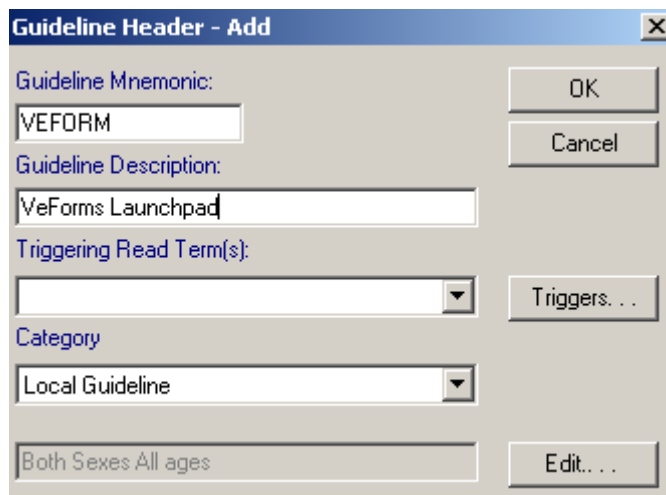 Guideline Header - Add
Guideline Mnemonic:
OK
VEFORM
Cancel
Guideline Description:
VeForms Launchpad
Triggering Read Term(s):
Triggers. . .
Category
Local Guideline
Both Sexes All ages
Edit.. . .